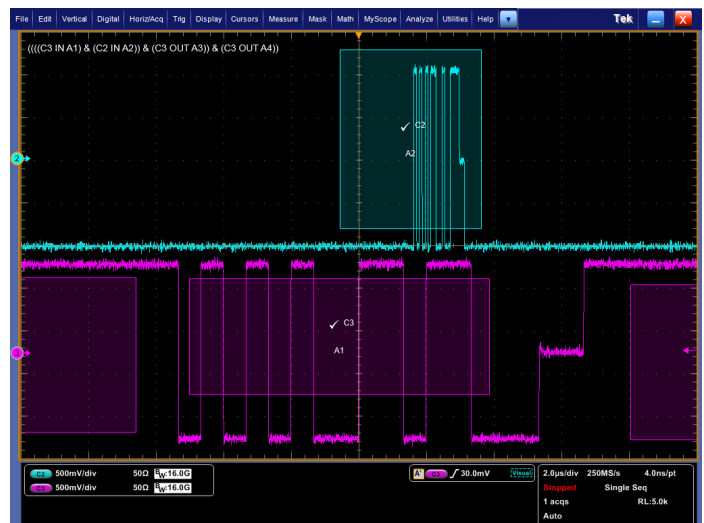 File Edit Vertical Digital Horiz/Acq Trig Display Cursors Measure Mask Math MyScope Analyze Utilities Help Tek X
((((C3 IN A1) & (C2 IN A2)) & (C3 OUT A3)) & (C3 OUT A4))
C2
A2
2
C3
A1
3
C2 500mV/div 50Ω BW:16.0G
C3 500mV/div 50Ω BW:16.0G
A' C3 30.0mV Visual
2.0µs/div 250MS/s 4.0ns/pt
Stopped Single Seq
1 acqs RL:5.0k
Auto